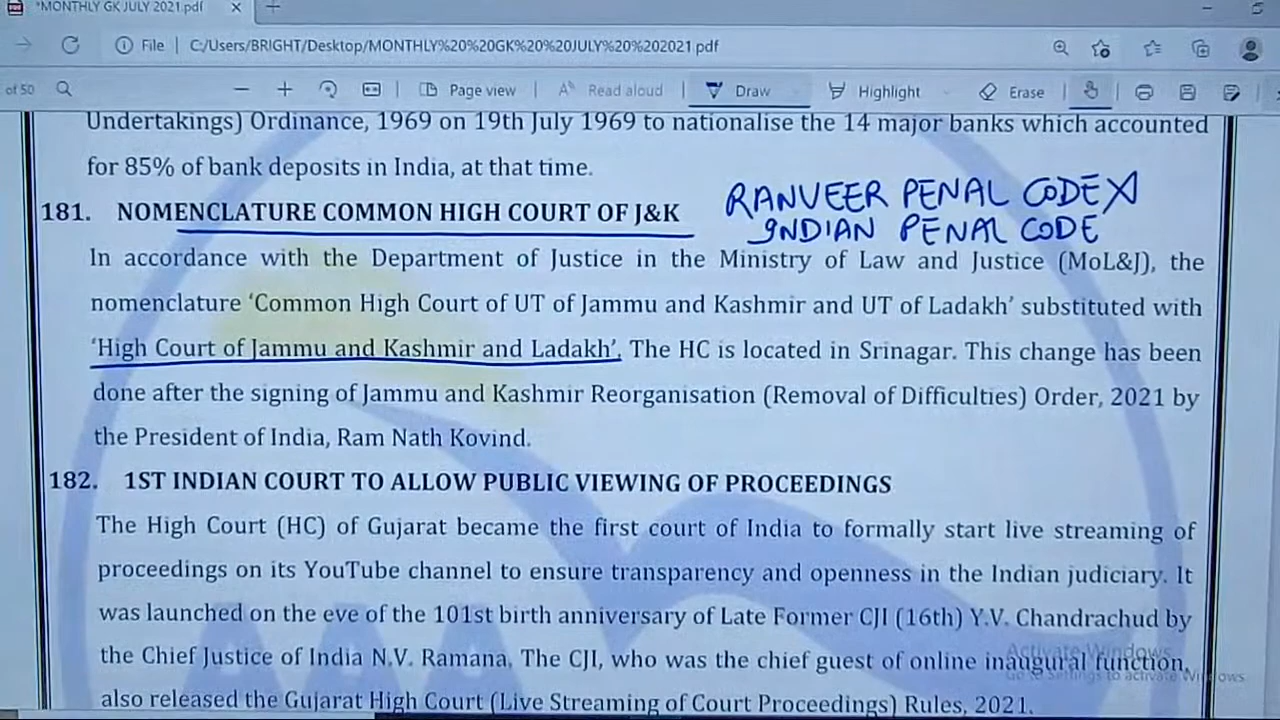 *MONTHLY GK JULY 2021.pdf
File | C:/Users/BRIGHT/Desktop/MONTHLY%20%20GK%20%20JULY%20%202021.pdf
of 50 Page view Read aloud Draw Highlight Erase
Undertakings) Ordinance, 1969 on 19th July 1969 to nationalise the 14 major banks which accounted
for 85% of bank deposits in India, at that time.
RANVEER PENAL CODE X
181. NOMENCLATURE COMMON HIGH COURT OF J&K
INDIAN PENAL CODE
In accordance with the Department of Justice in the Ministry of Law and Justice (MoL&J), the
nomenclature ‘Common High Court of UT of Jammu and Kashmir and UT of Ladakh’ substituted with
‘High Court of Jammu and Kashmir and Ladakh’. The HC is located in Srinagar. This change has been
done after the signing of Jammu and Kashmir Reorganisation (Removal of Difficulties) Order, 2021 by
the President of India, Ram Nath Kovind.
182. 1ST INDIAN COURT TO ALLOW PUBLIC VIEWING OF PROCEEDINGS
The High Court (HC) of Gujarat became the first court of India to formally start live streaming of
proceedings on its YouTube channel to ensure transparency and openness in the Indian judiciary. It
was launched on the eve of the 101st birth anniversary of Late Former CJI (16th) Y.V. Chandrachud by
the Chief Justice of India N.V. Ramana. The CJI, who was the chief guest of online inaugural function,
Activate Windows
Go to Settings to activate Windows
also released the Gujarat High Court (Live Streaming of Court Proceedings) Rules, 2021.